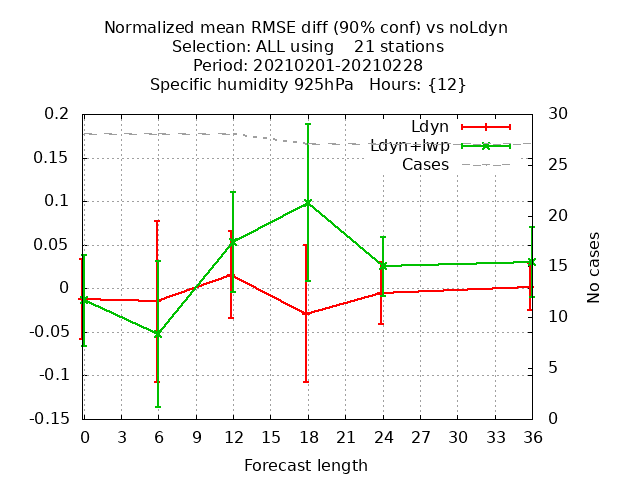 Normalized mean RMSE diff (90% conf) vs noLdyn
Selection: ALL using    21 stations
Period: 20210201-20210228
Specific humidity 925hPa   Hours: {12}
0.2
0.15
0.1
0.05
0
-0.05
-0.1
-0.15
30
25
20
15
10
5
0
Ldyn
Ldyn+lwp
Cases
No cases
0 3 6 9 12 15 18 21 24 27 30 33 36
Forecast length